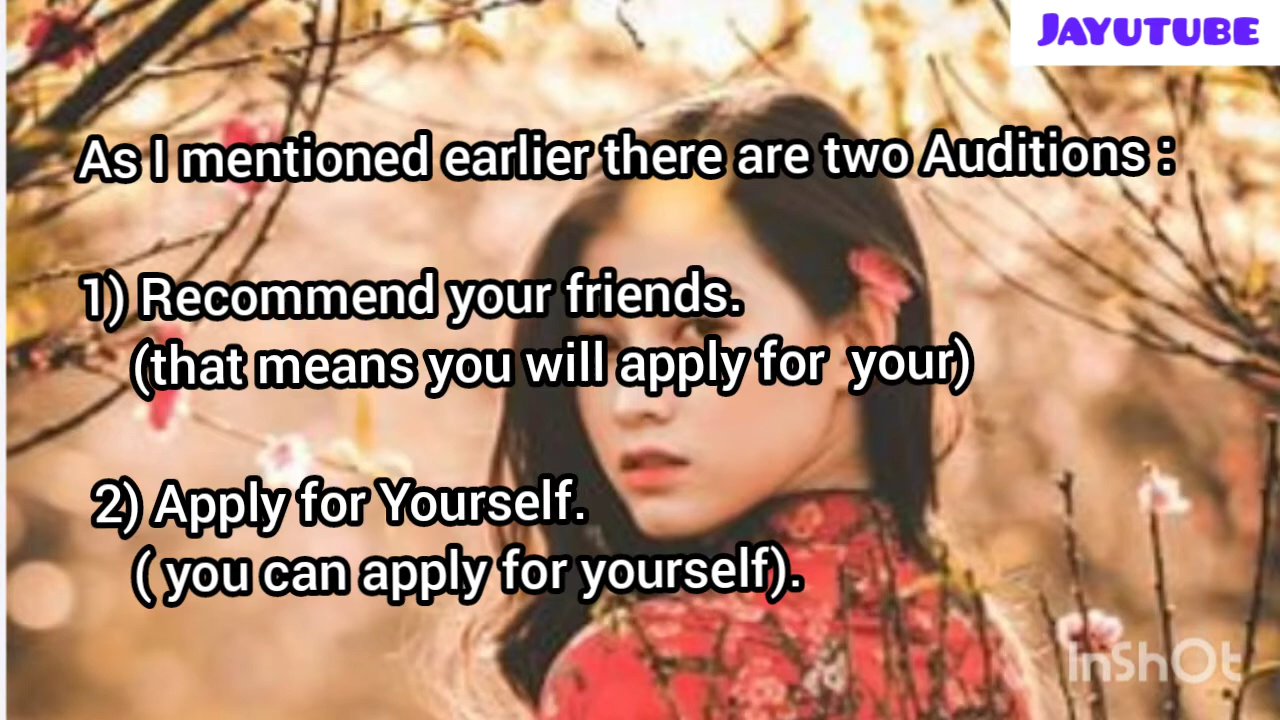 JAYUTUBE
As I mentioned earlier there are two Auditions :
1) Recommend your friends.
(that means you will apply for your)
2) Apply for Yourself.
( you can apply for yourself).
InShOt